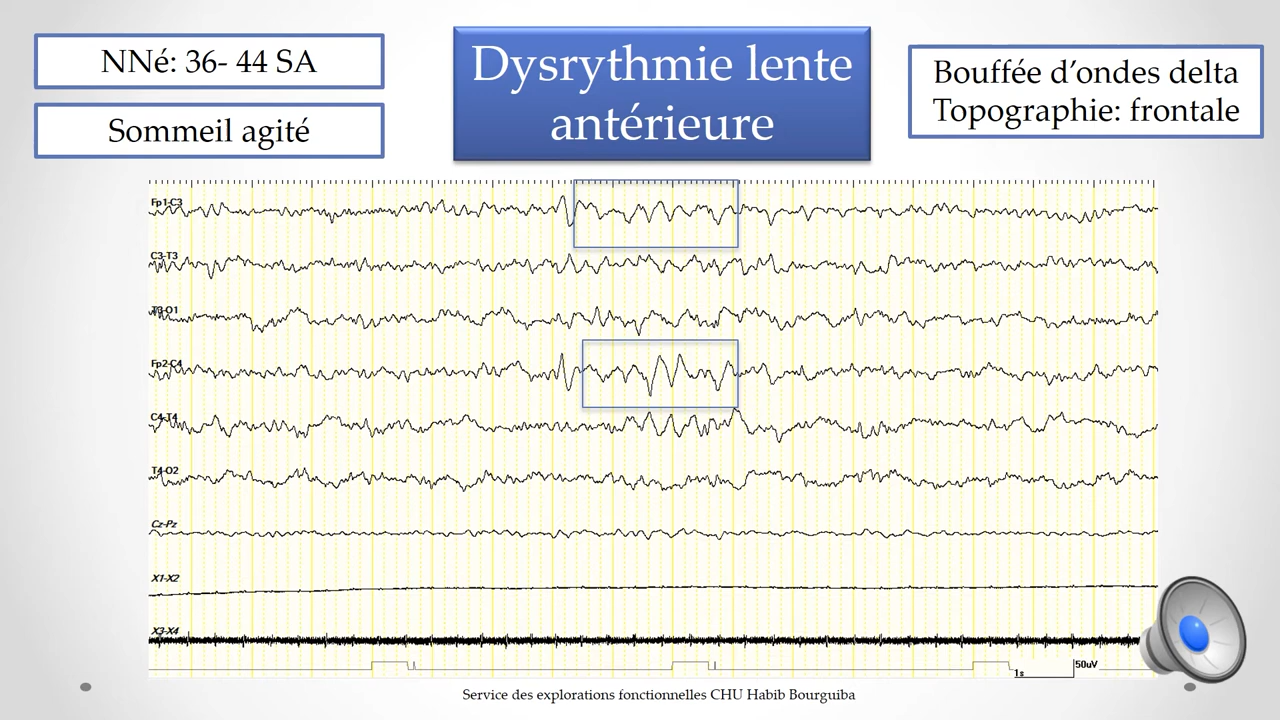 NNé: 36- 44 SA
Sommeil agité
Dysrythmie lente
antérieure
Bouffée d’ondes delta
Topographie: frontale
Fp1-C3
C3-T3
T3-O1
Fp2-C4
C4-T4
T4-O2
Cz-Pz
X1-X2
X3-X4
50uV
1s
Service des explorations fonctionnelles CHU Habib Bourguiba